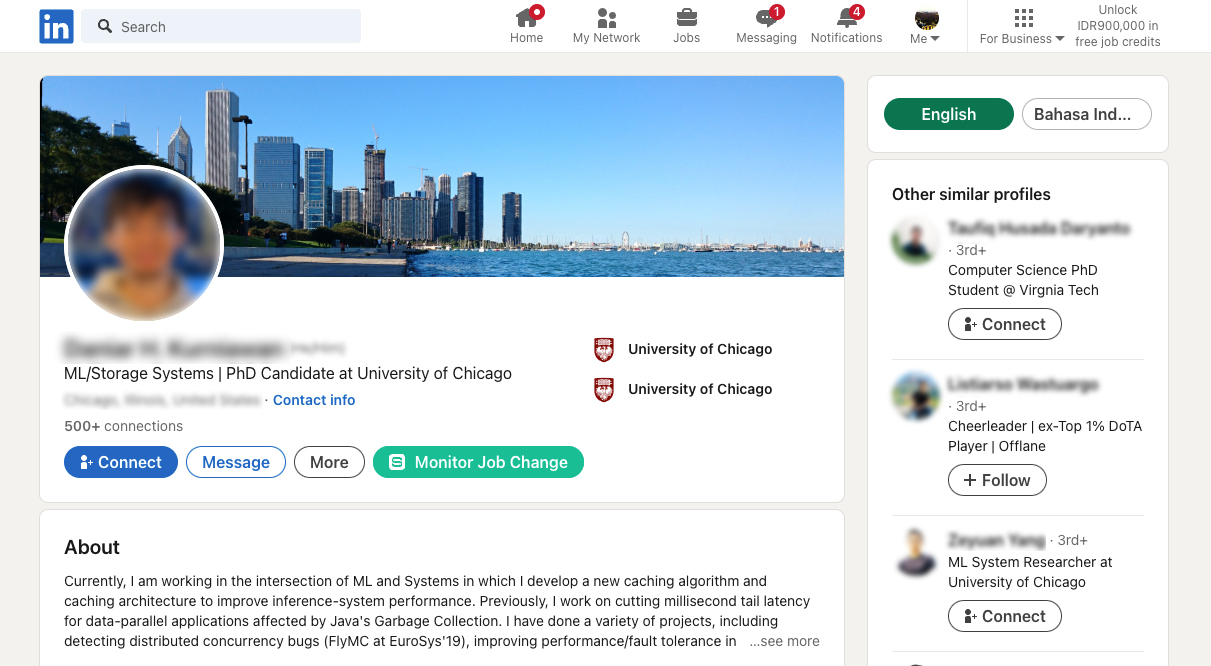 in
Search
Home
My Network
Jobs
1
Messaging
4
Notifications
Me
For Business
Unlock
IDR900,000 in
free job credits
English
Bahasa Ind...
ML/Storage Systems | PhD Candidate at University of Chicago
· Contact info
500+ connections
Connect
Message
More
Monitor Job Change
University of Chicago
University of Chicago
About
Currently, I am working in the intersection of ML and Systems in which I develop a new caching algorithm and
caching architecture to improve inference-system performance. Previously, I work on cutting millisecond tail latency
for data-parallel applications affected by Java's Garbage Collection. I have done a variety of projects, including
detecting distributed concurrency bugs (FlyMC at EuroSys'19), improving performance/fault tolerance in ...see more
Other similar profiles
· 3rd+
Computer Science PhD
Student @ Virgnia Tech
Connect
· 3rd+
Cheerleader | ex-Top 1% DoTA
Player | Offlane
+ Follow
· 3rd+
ML System Researcher at
University of Chicago
Connect